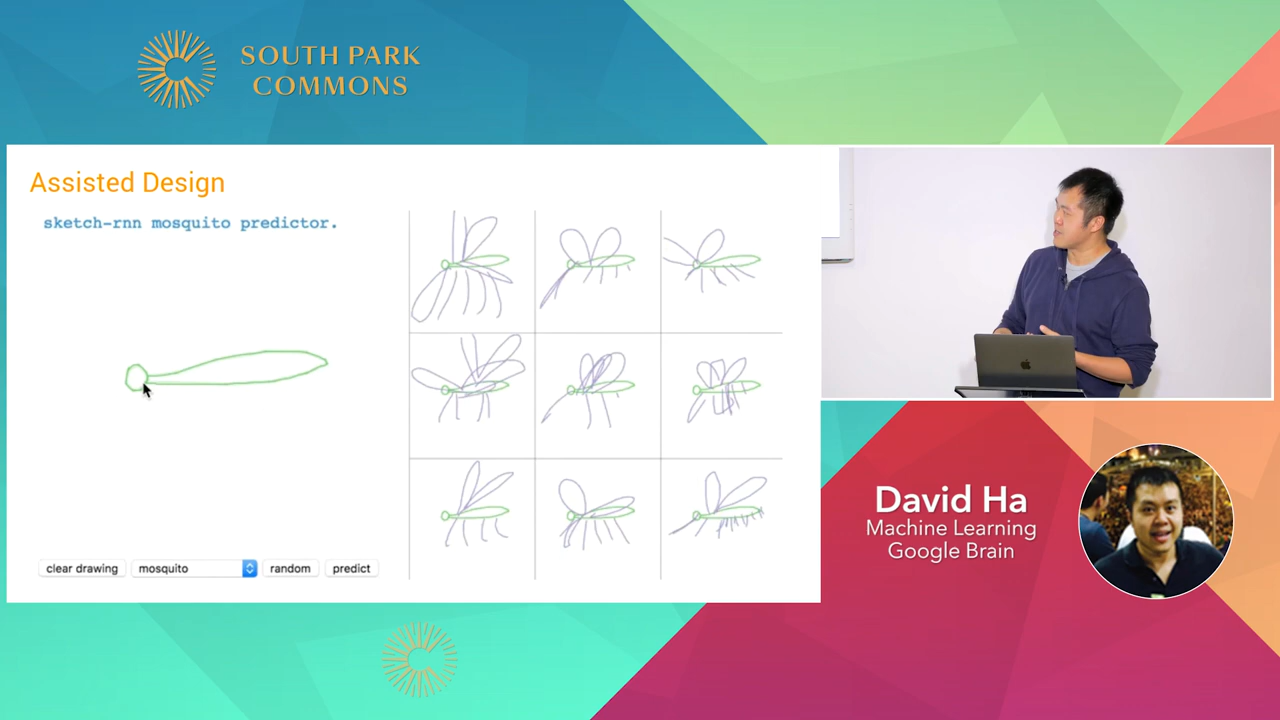 SOUTH PARK
COMMONS
Assisted Design
sketch-rnn mosquito predictor.
clear drawing
mosquito
random
predict
David Ha
Machine Learning
Google Brain